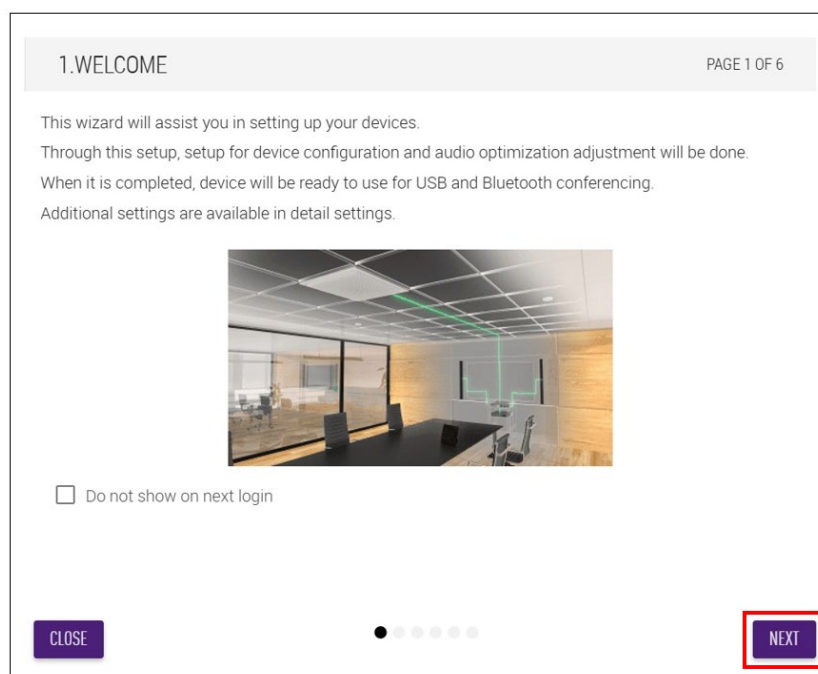 1.WELCOME
PAGE 1 OF 6
This wizard will assist you in setting up your devices.
Through this setup, setup for device configuration and audio optimization adjustment will be done.
When it is completed, device will be ready to use for USB and Bluetooth conferencing.
Additional settings are available in detail settings.
Do not show on next login
CLOSE
NEXT